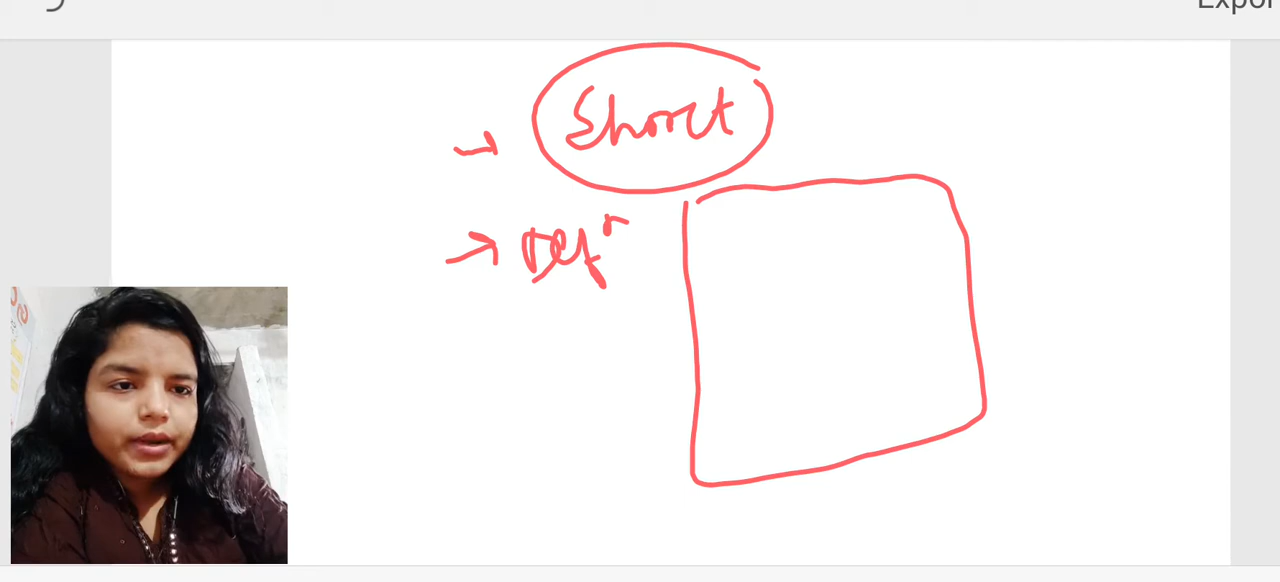 Expor
→ Short
→ Defⁿ